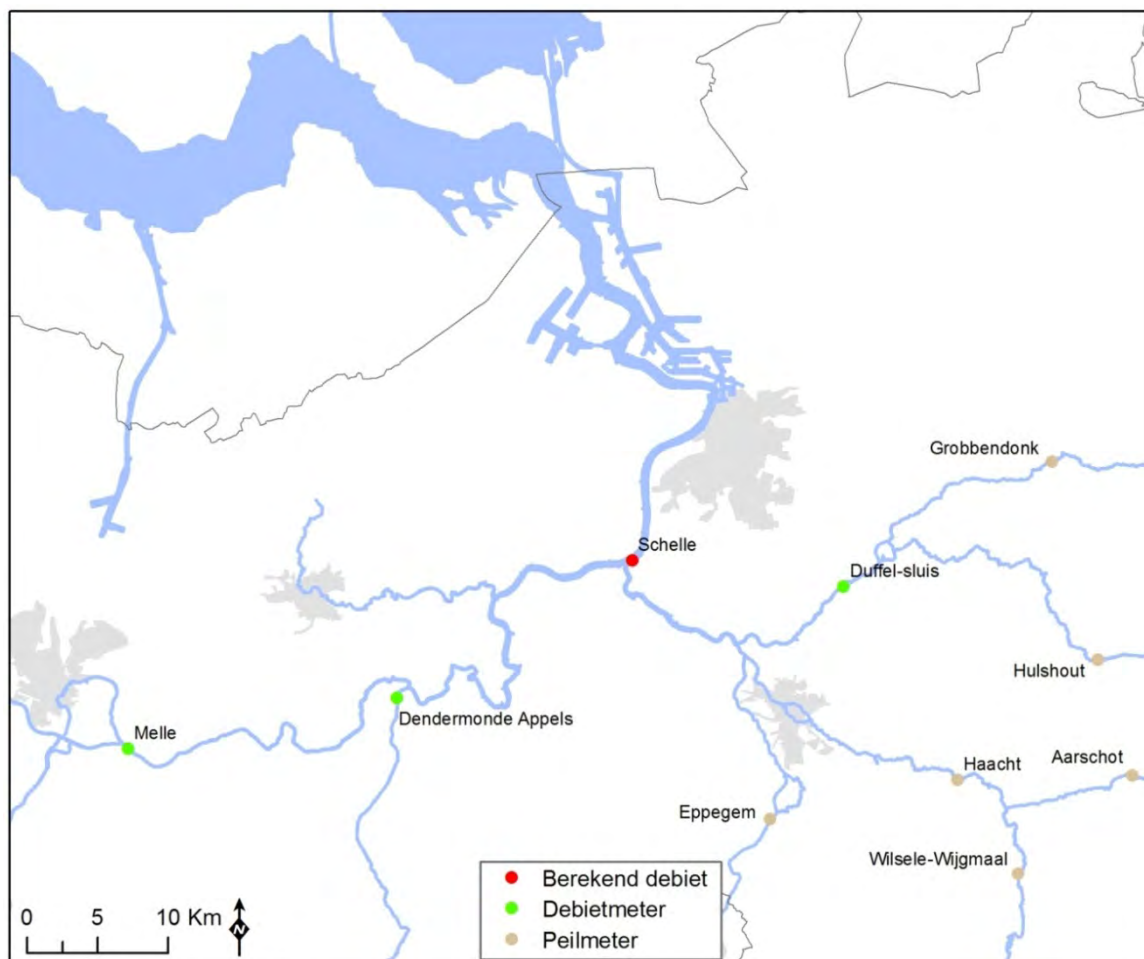 Grobbendonk
Schelle
Duffel-sluis
Hulshout
Dendermonde Appels
Melle
Haacht
Aarschot
Eppegem
Wilsele-Wijgmaal
Berekend debiet
Debietmeter
Peilmeter
0 5 10 Km
N